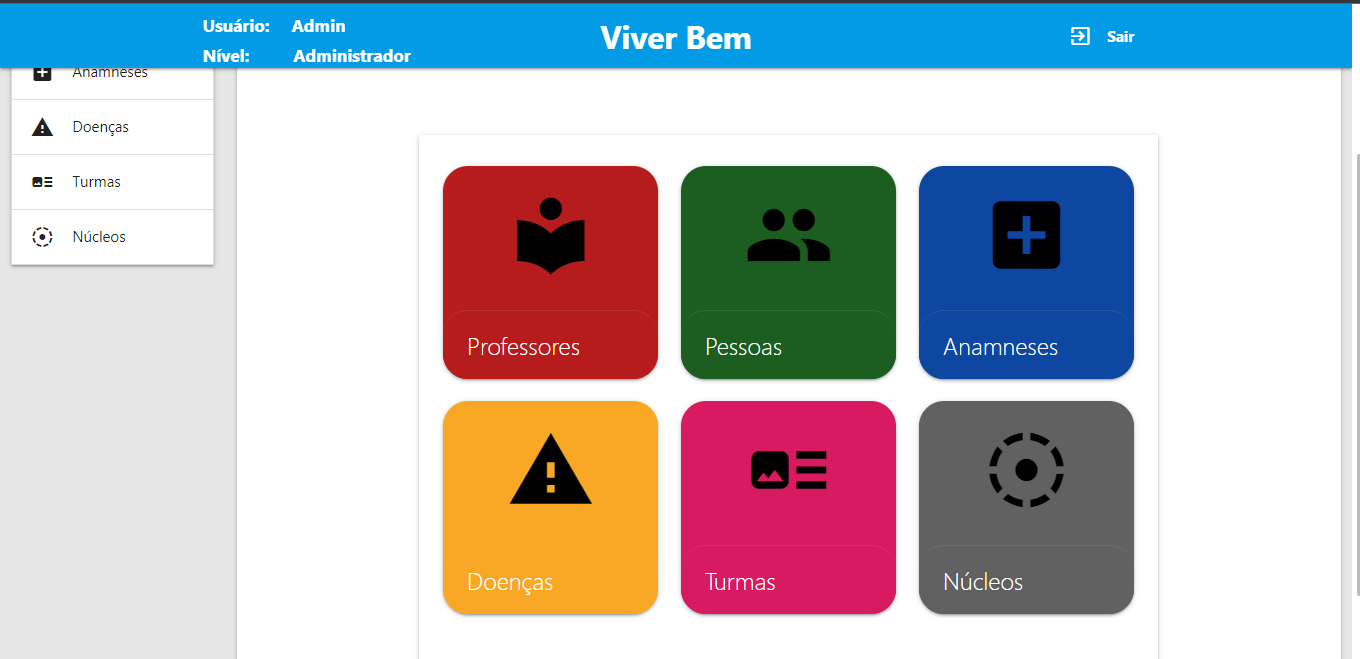 Usuário: Admin
Nível: Administrador
Viver Bem
Sair
Anamneses
Doenças
Turmas
Núcleos
Professores
Pessoas
Anamneses
Doenças
Turmas
Núcleos